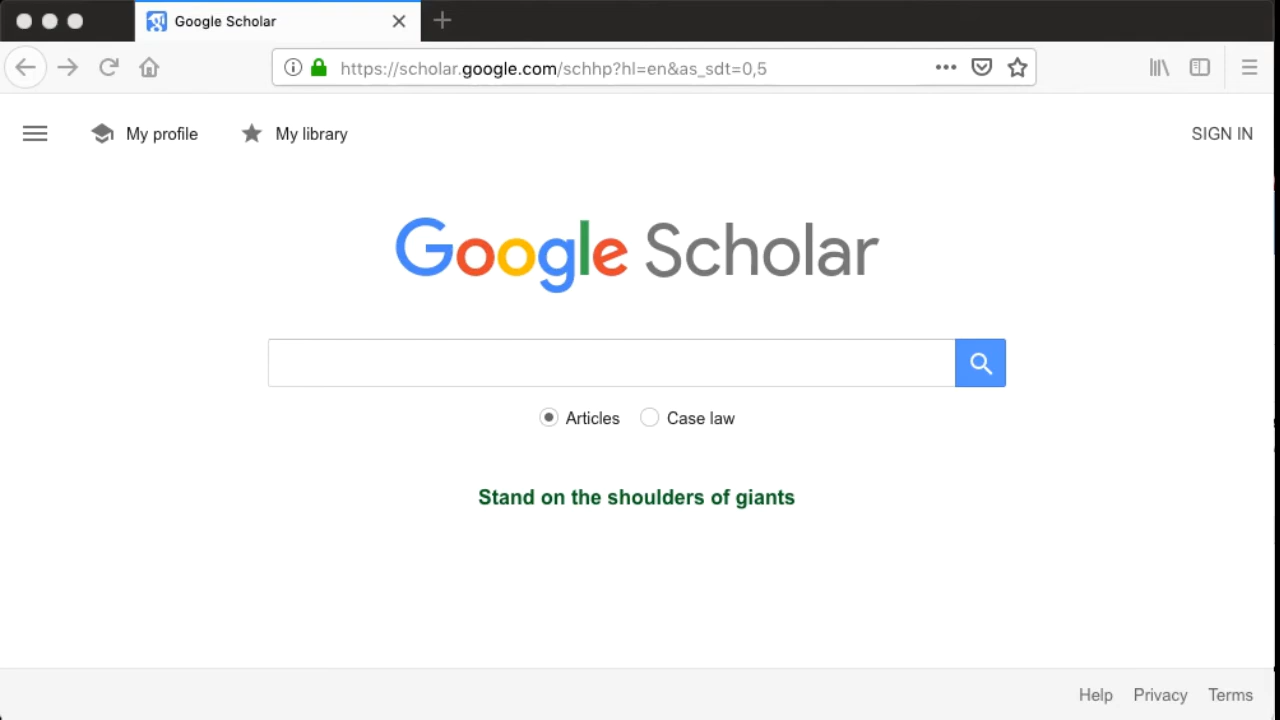 Google Scholar
https://scholar.google.com/schhp?hl=en&as_sdt=0,5
My profile
My library
SIGN IN
Google Scholar
Articles
Case law
Stand on the shoulders of giants
Help
Privacy
Terms